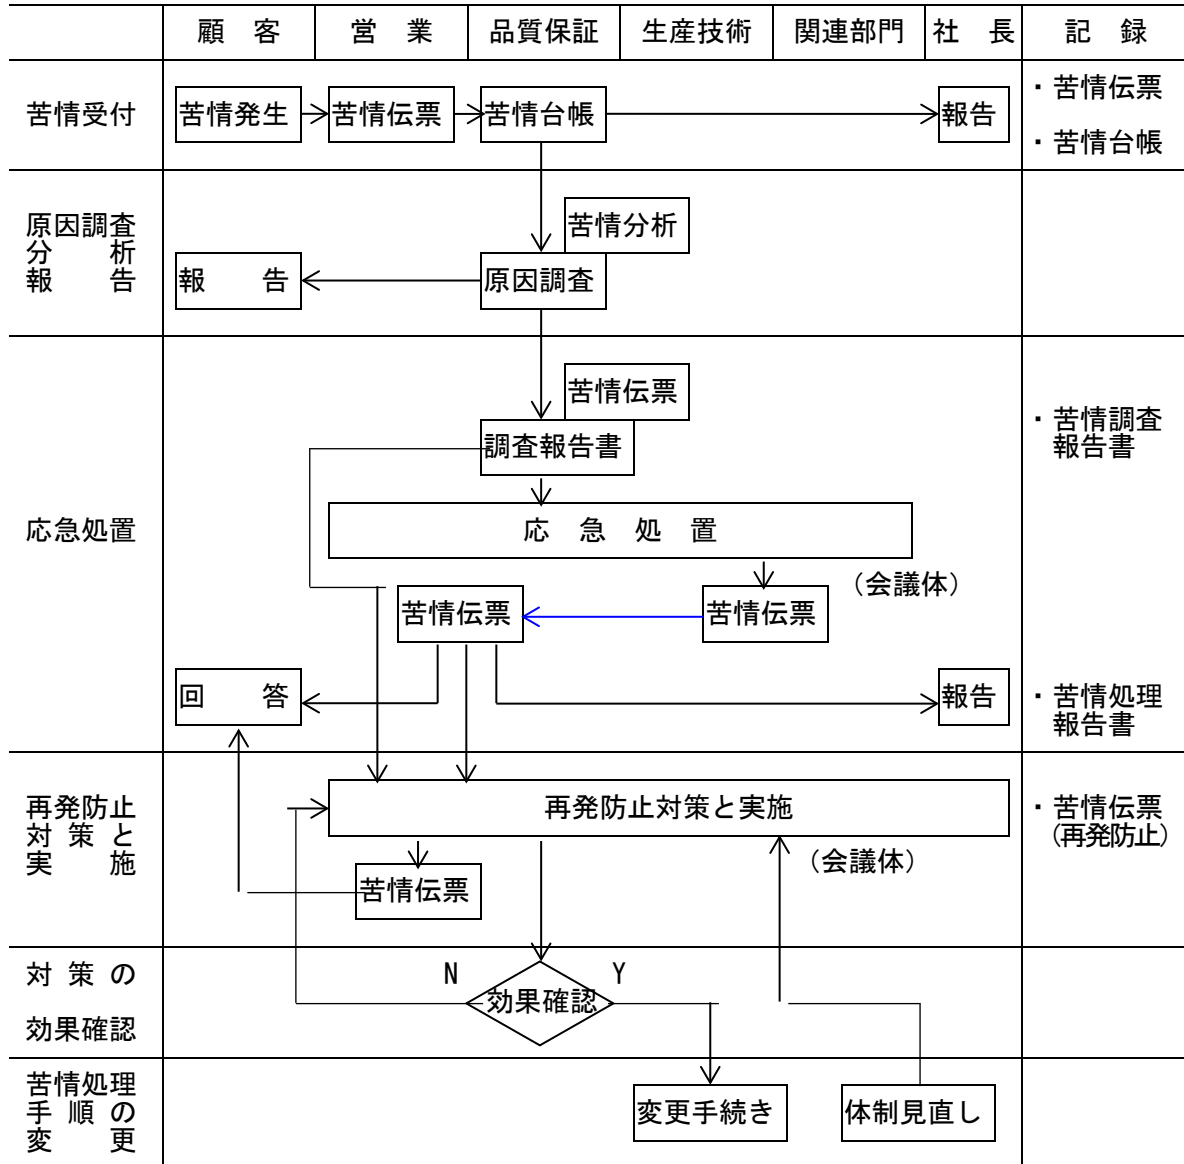 顧　客　営　業　品質保証　生産技術　関連部門　社　長　記　録
苦情受付
苦情発生　苦情伝票　苦情台帳　報告
・苦情伝票
・苦情台帳
原因調査
分　　析
報　　告
苦情分析
報　　告　原因調査
応急処置
苦情伝票
調査報告書
・苦情調査
報告書
応　急　処　置
（会議体）
苦情伝票　苦情伝票
回　　答　報告
・苦情処理
報告書
再発防止
対 策 と
実　　施
再発防止対策と実施
・苦情伝票
（再発防止）
（会議体）
苦情伝票
対 策 の
効果確認
N　Y
効果確認
苦情処理
手 順 の
変　　更
変更手続き　体制見直し